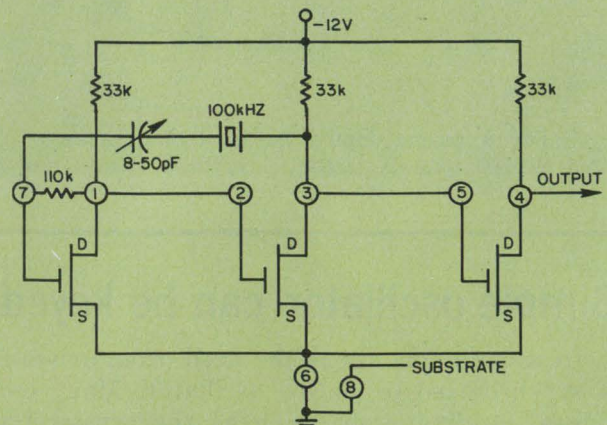 -12V
33k
33k
33k
100kHZ
8-50pF
7
110k
1
2
3
5
4
OUTPUT
D
D
D
S
S
S
6
8
SUBSTRATE